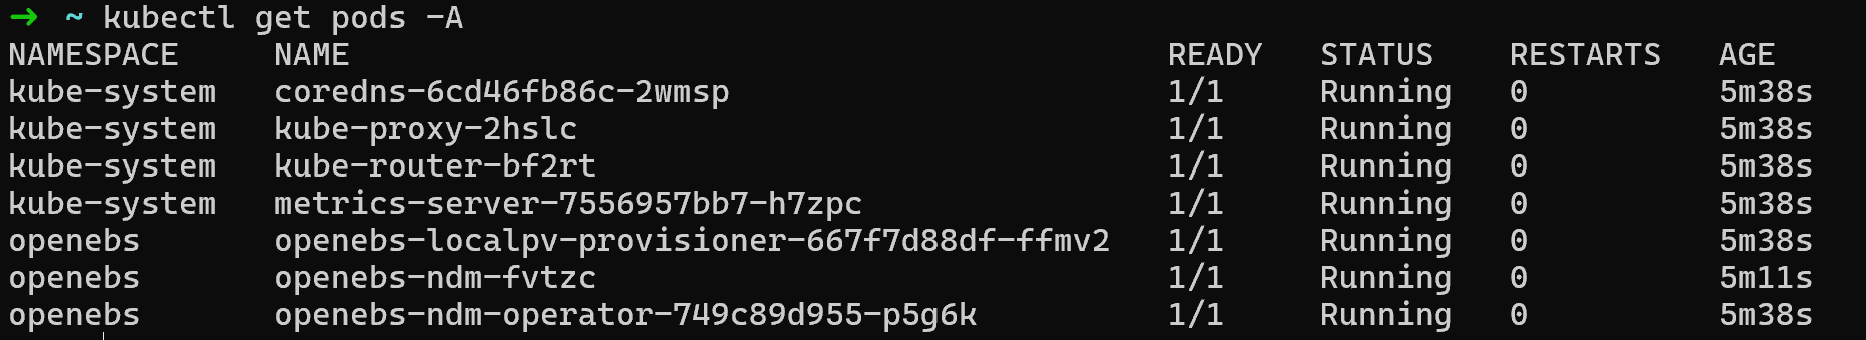 ➜  ~ kubectl get pods -A
NAMESPACE     NAME                                            READY   STATUS    RESTARTS   AGE
kube-system   coredns-6cd46fb86c-2wmsp                        1/1     Running   0          5m38s
kube-system   kube-proxy-2hslc                                1/1     Running   0          5m38s
kube-system   kube-router-bf2rt                               1/1     Running   0          5m38s
kube-system   metrics-server-7556957bb7-h7zpc                 1/1     Running   0          5m38s
openebs       openebs-localpv-provisioner-667f7d88df-ffmv2   1/1     Running   0          5m38s
openebs       openebs-ndm-fvtzc                               1/1     Running   0          5m11s
openebs       openebs-ndm-operator-749c89d955-p5g6k           1/1     Running   0          5m38s